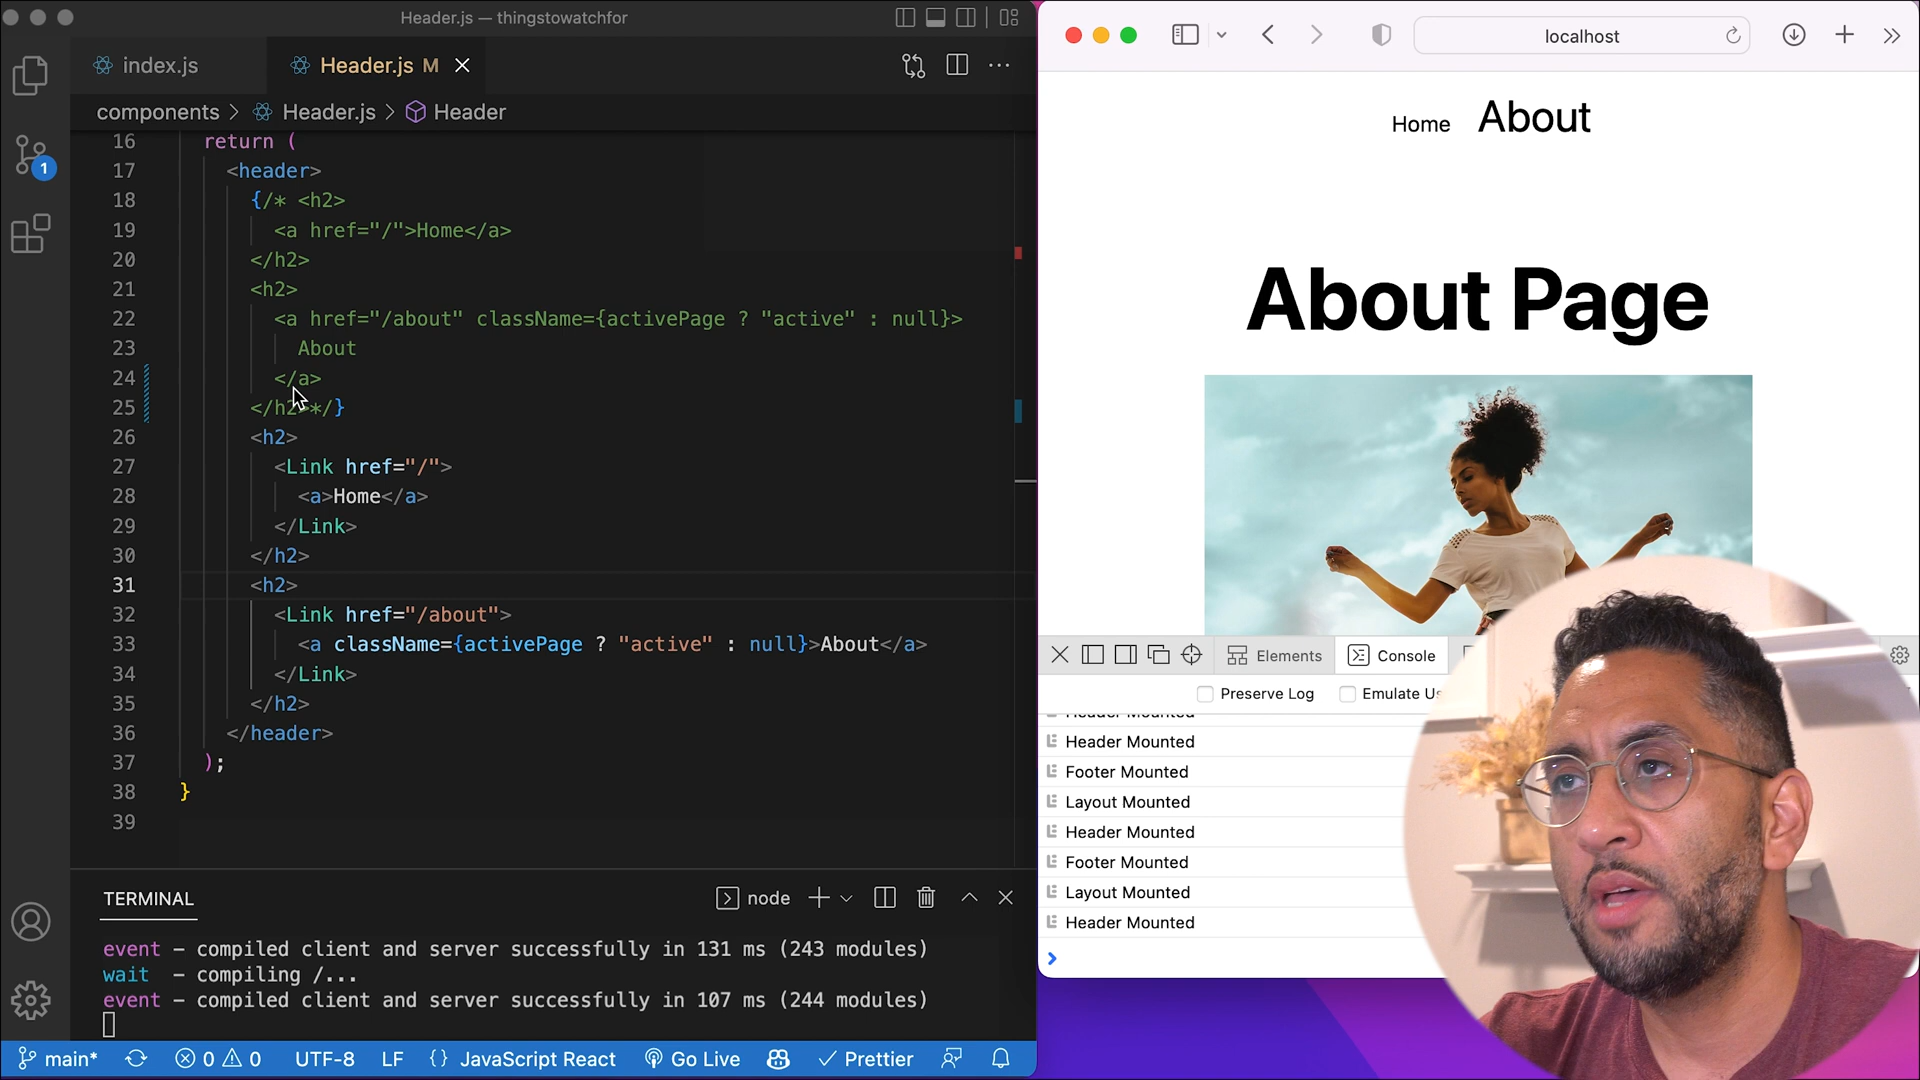 Header.js — thingstowatchfor
index.js
Header.js M
components > Header.js > Header
16 return (
17 <header>
18 {/* <h2>
19 <a href="/">Home</a>
20 </h2>
21 <h2>
22 <a href="/about" className={activePage ? "active" : null}>
23 About
24 </a>
25 </h2>*/}
26 <h2>
27 <Link href="/">
28 <a>Home</a>
29 </Link>
30 </h2>
31 <h2>
32 <Link href="/about">
33 <a className={activePage ? "active" : null}>About</a>
34 </Link>
35 </h2>
36 </header>
37 );
38 }
39
1
TERMINAL
node
event – compiled client and server successfully in 131 ms (243 modules)
wait – compiling /...
event – compiled client and server successfully in 107 ms (244 modules)
main*
0 0
UTF-8
LF
{} JavaScript React
Go Live
Prettier
localhost
Home About
About Page
Elements
Console
Preserve Log
Emulate
Header Mounted
Header Mounted
Footer Mounted
Layout Mounted
Header Mounted
Footer Mounted
Layout Mounted
Header Mounted